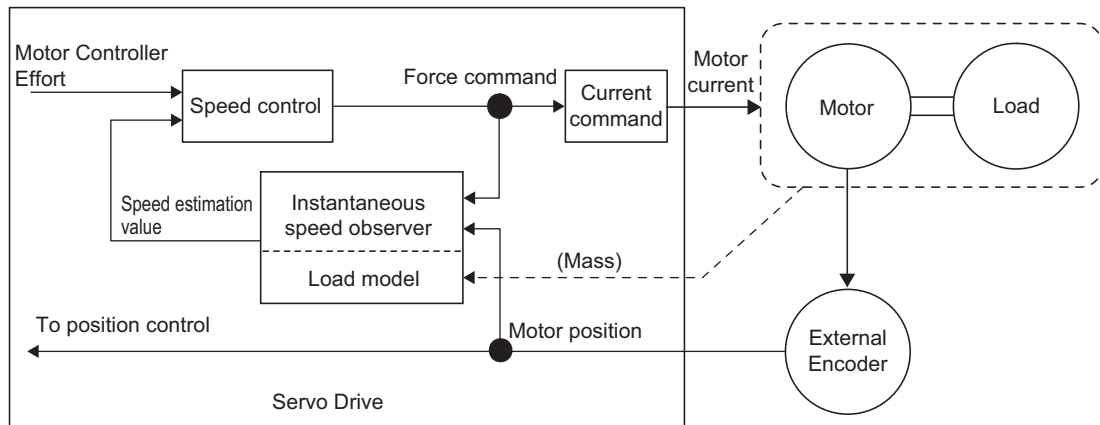 Motor Controller
Effort
Speed control
Force command
Current
command
Motor
current
Motor
Load
Speed estimation
value
Instantaneous
speed observer
Load model
(Mass)
To position control
Motor position
External
Encoder
Servo Drive